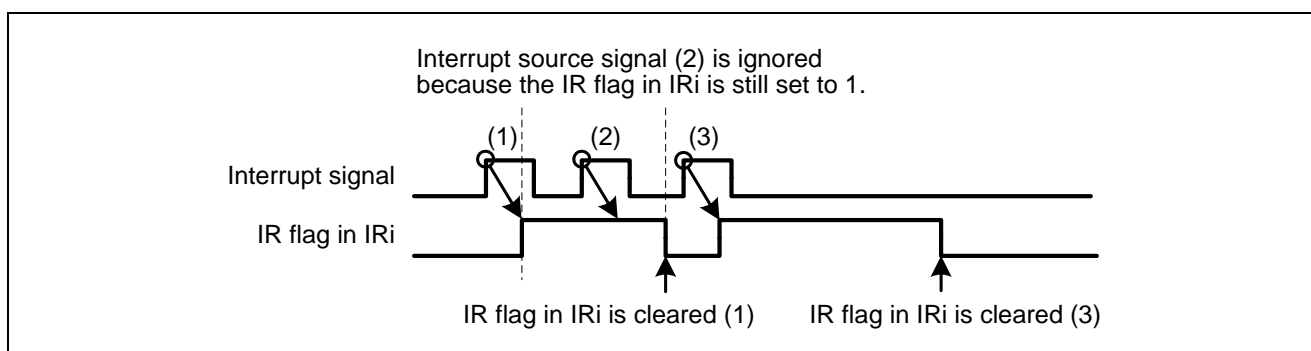 Interrupt source signal (2) is ignored
because the IR flag in IRi is still set to 1.
(1) (2) (3)
Interrupt signal
IR flag in IRi
IR flag in IRi is cleared (1) IR flag in IRi is cleared (3)